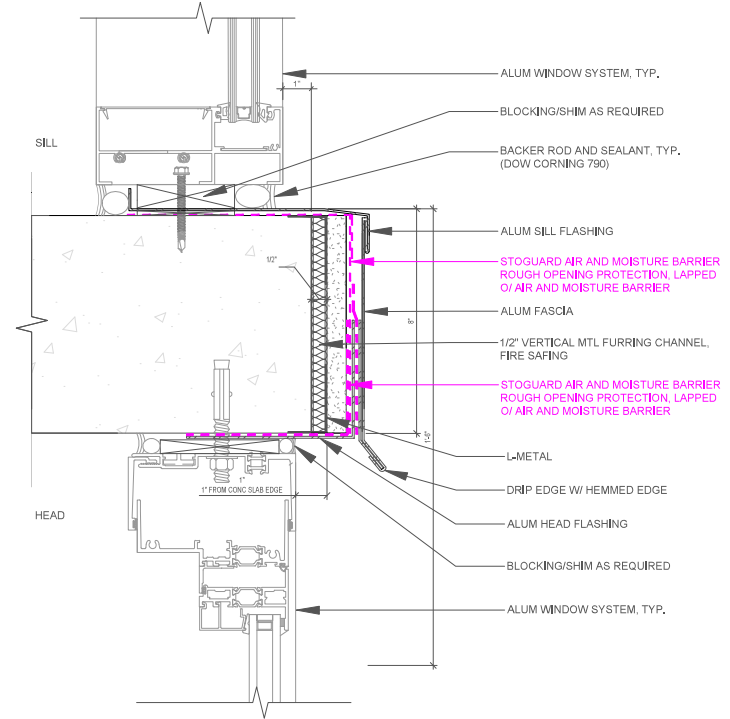 ALUM WINDOW SYSTEM, TYP.
1"
BLOCKING/SHIM AS REQUIRED
SILL
BACKER ROD AND SEALANT, TYP.
(DOW CORNING 790)
ALUM SILL FLASHING
STOGUARD AIR AND MOISTURE BARRIER
ROUGH OPENING PROTECTION, LAPPED
O/ AIR AND MOISTURE BARRIER
1/2"
ALUM FASCIA
8"
1/2" VERTICAL MTL FURRING CHANNEL,
FIRE SAFING
STOGUARD AIR AND MOISTURE BARRIER
ROUGH OPENING PROTECTION, LAPPED
O/ AIR AND MOISTURE BARRIER
1'-6"
L-METAL
1"
1" FROM CONC SLAB EDGE
DRIP EDGE W/ HEMMED EDGE
HEAD
ALUM HEAD FLASHING
BLOCKING/SHIM AS REQUIRED
ALUM WINDOW SYSTEM, TYP.